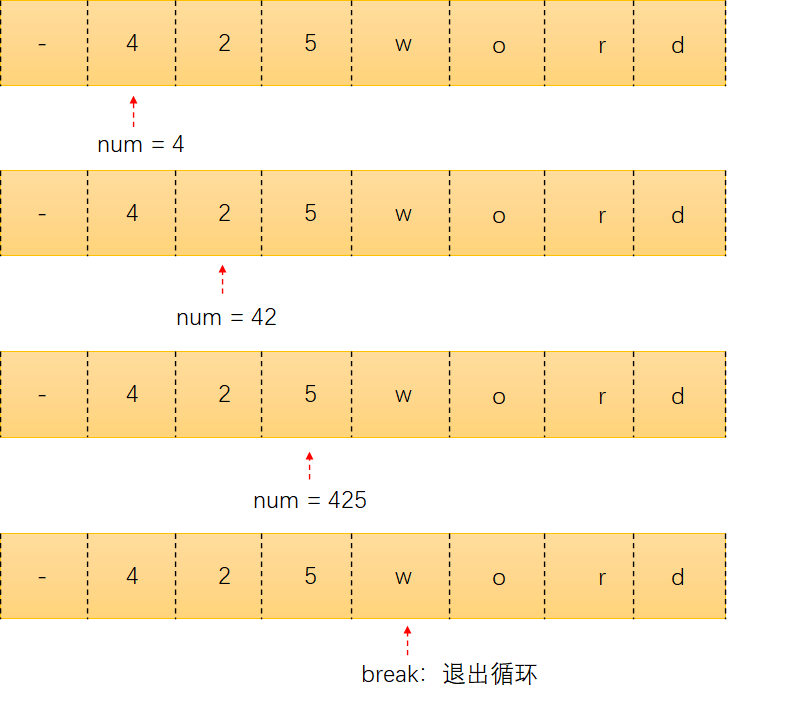 - 4 2 5 w o r d
num = 4
- 4 2 5 w o r d
num = 42
- 4 2 5 w o r d
num = 425
- 4 2 5 w o r d
break：退出循环